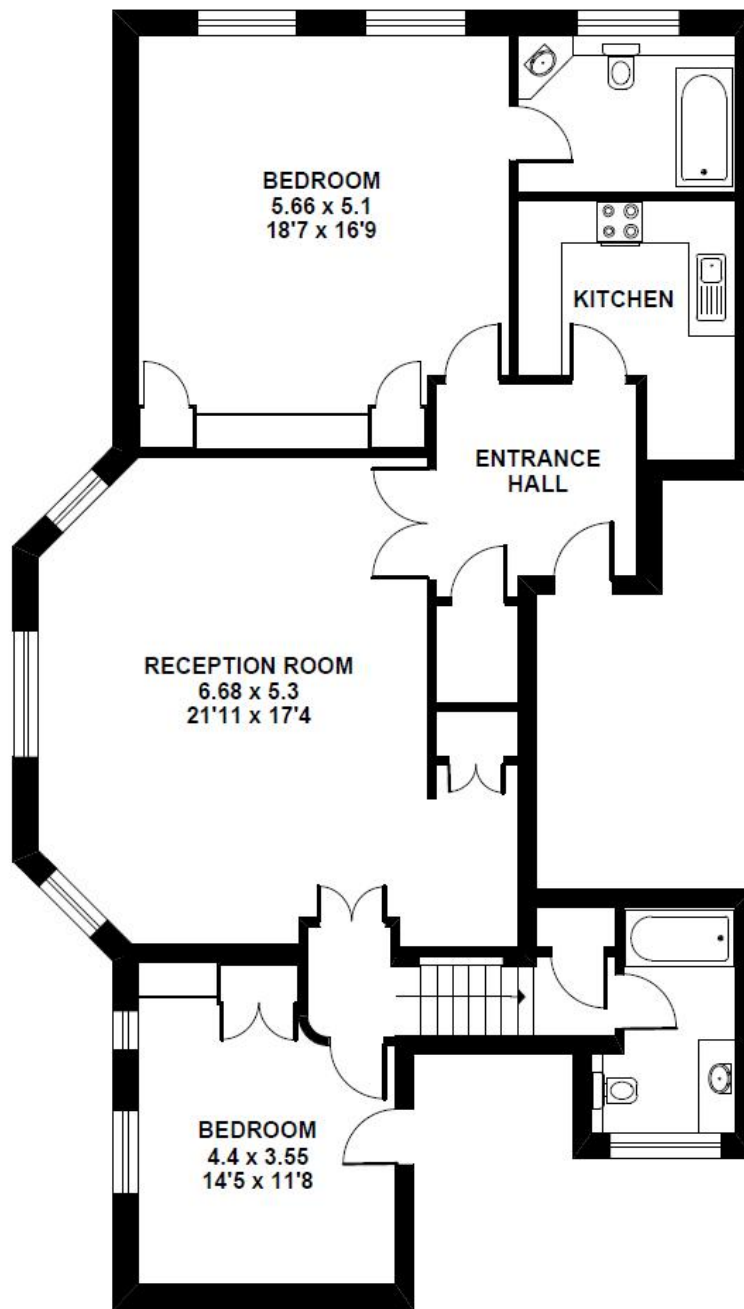 BEDROOM
5.66 x 5.1
18'7 x 16'9
KITCHEN
ENTRANCE
HALL
RECEPTION ROOM
6.68 x 5.3
21'11 x 17'4
BEDROOM
4.4 x 3.55
14'5 x 11'8